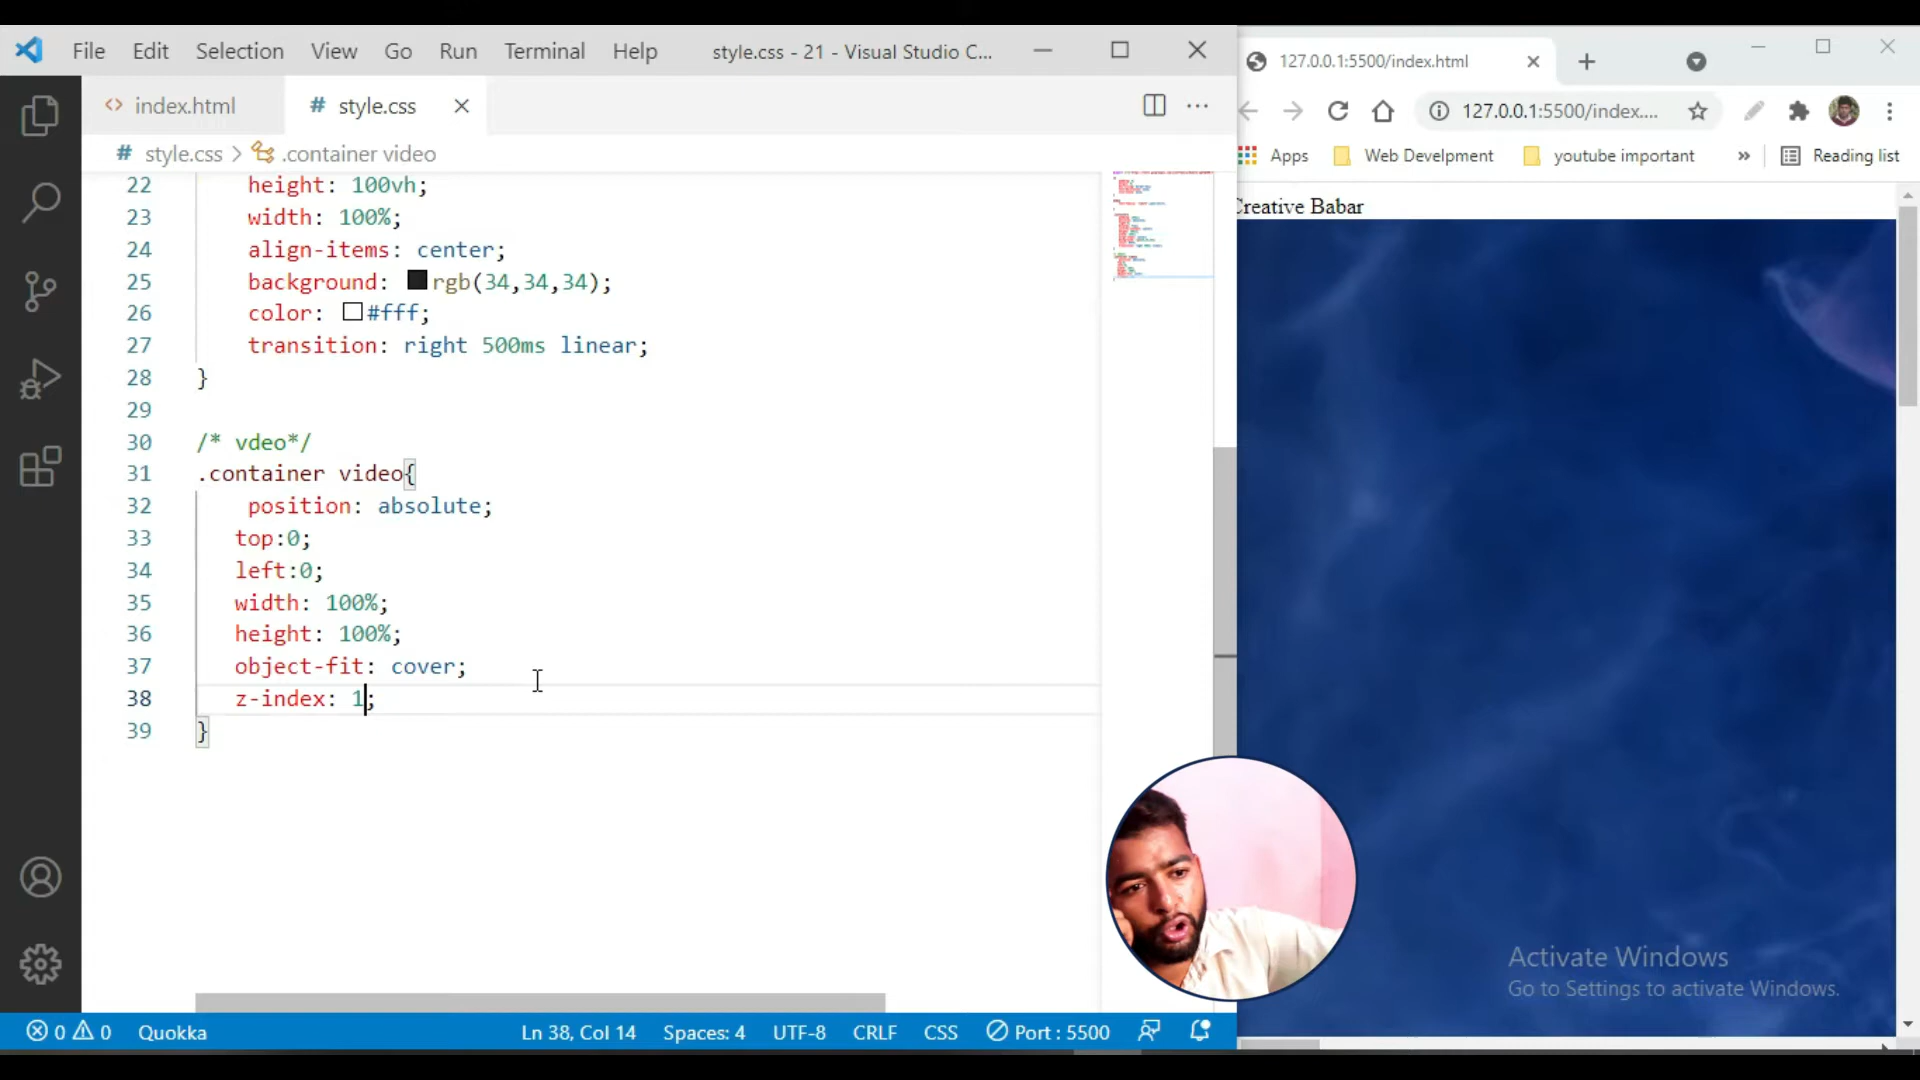 File Edit Selection View Go Run Terminal Help style.css - 21 - Visual Studio C...
index.html style.css
style.css > .container video
22 height: 100vh;
23 width: 100%;
24 align-items: center;
25 background: rgb(34,34,34);
26 color: #fff;
27 transition: right 500ms linear;
28 }
29
30 /* vdeo*/
31 .container video{
32 position: absolute;
33 top:0;
34 left:0;
35 width: 100%;
36 height: 100%;
37 object-fit: cover;
38 z-index: 1;
39 }
0 0 Quokka Ln 38, Col 14 Spaces: 4 UTF-8 CRLF CSS Port : 5500
127.0.0.1:5500/index.html
127.0.0.1:5500/index....
Apps Web Develpment youtube important » Reading list
Creative Babar
Activate Windows
Go to Settings to activate Windows.